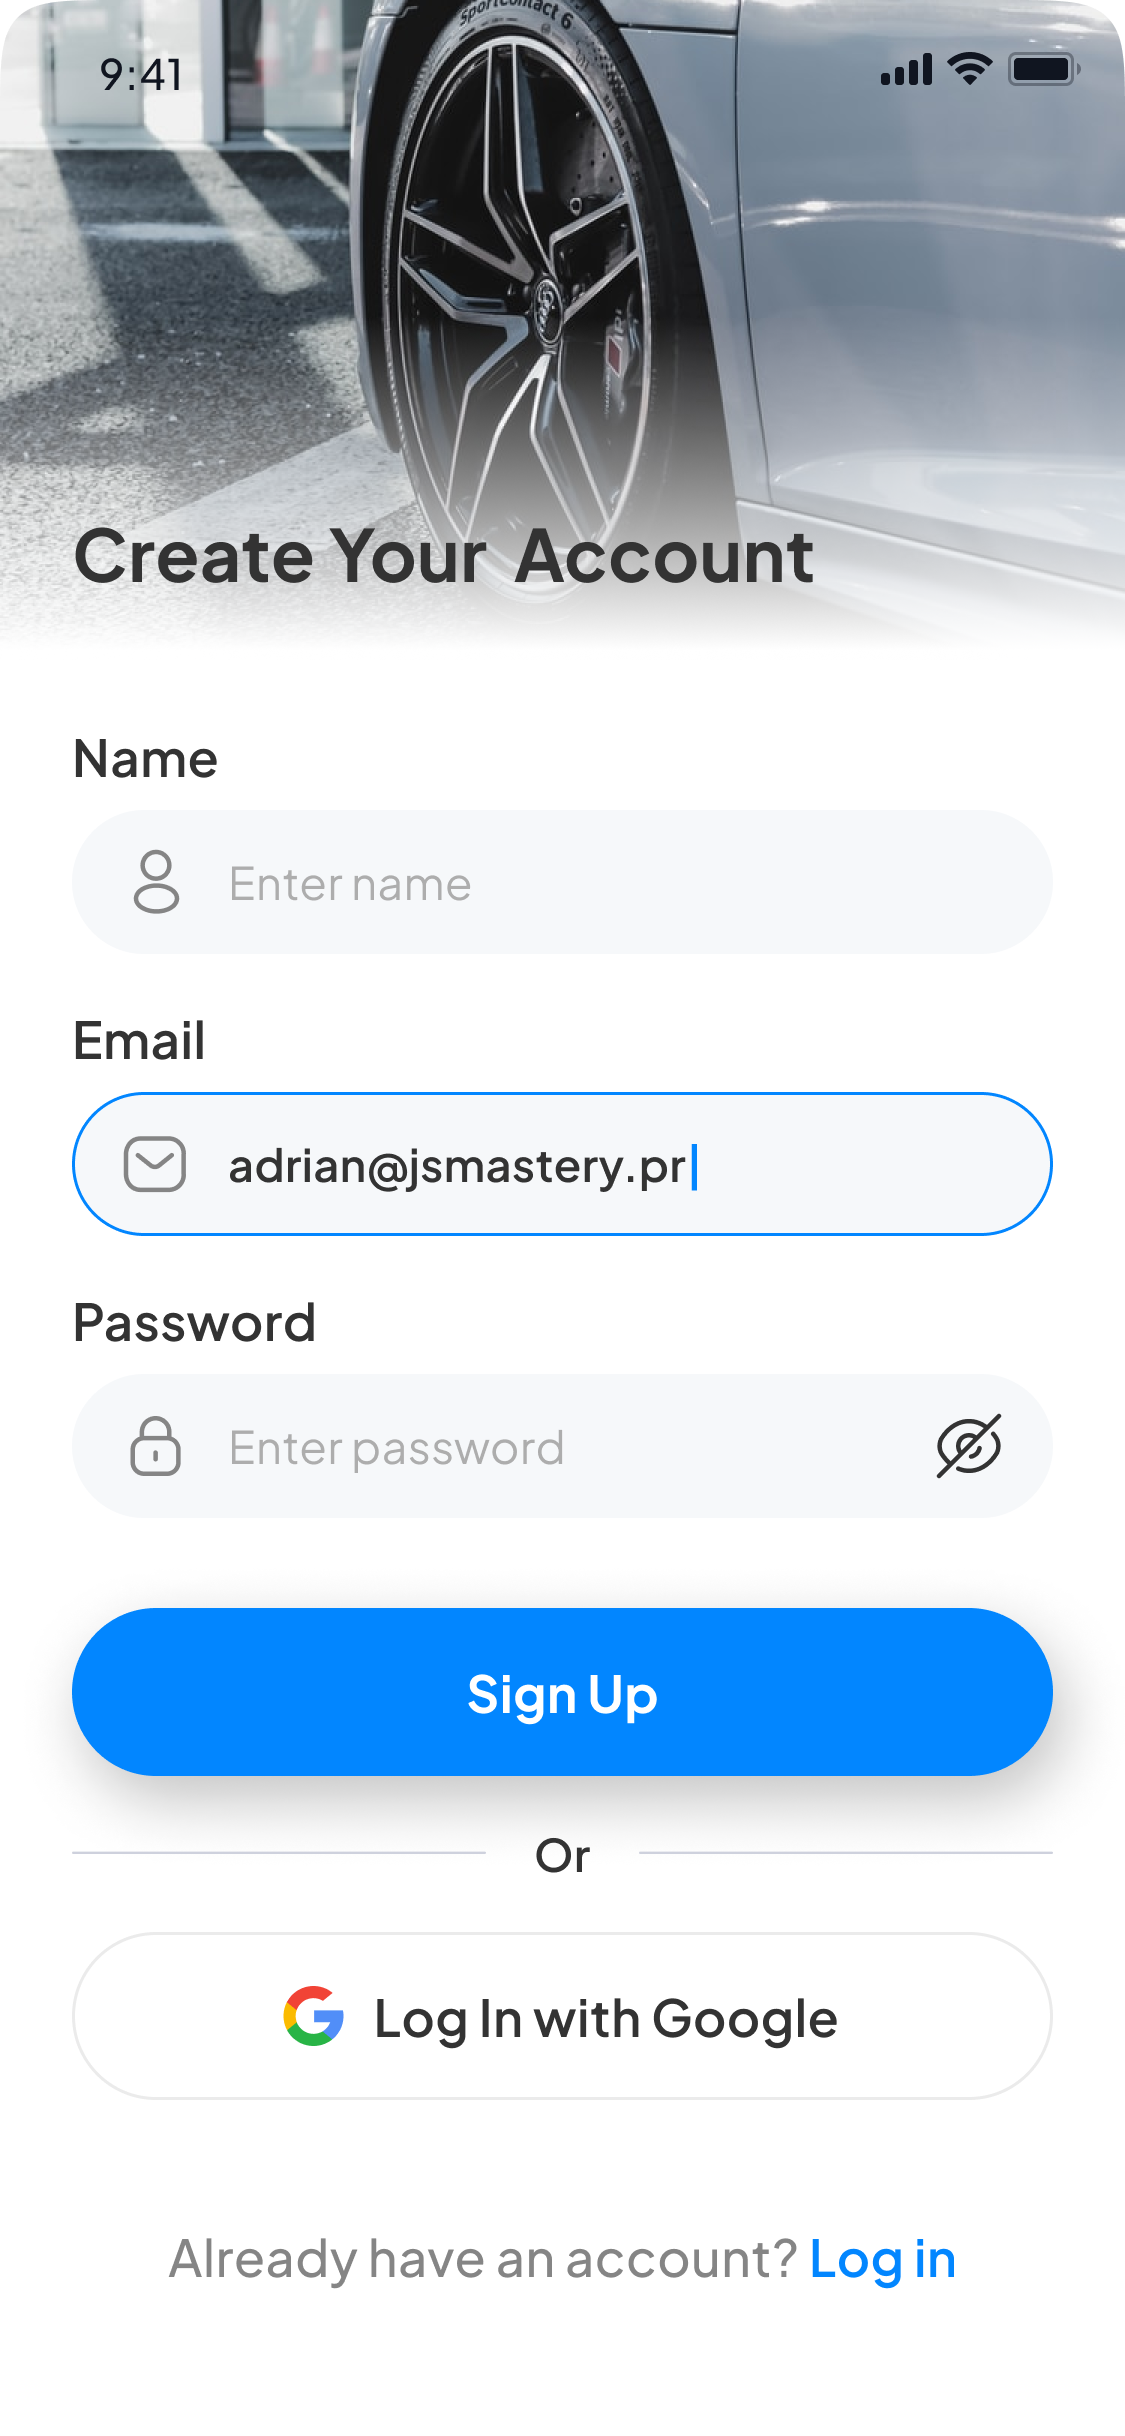 SportContact 6
9:41
Create Your Account
Name
Enter name
Email
adrian@jsmastery.pr
Password
Enter password
Sign Up
Or
Log In with Google
Already have an account? Log in